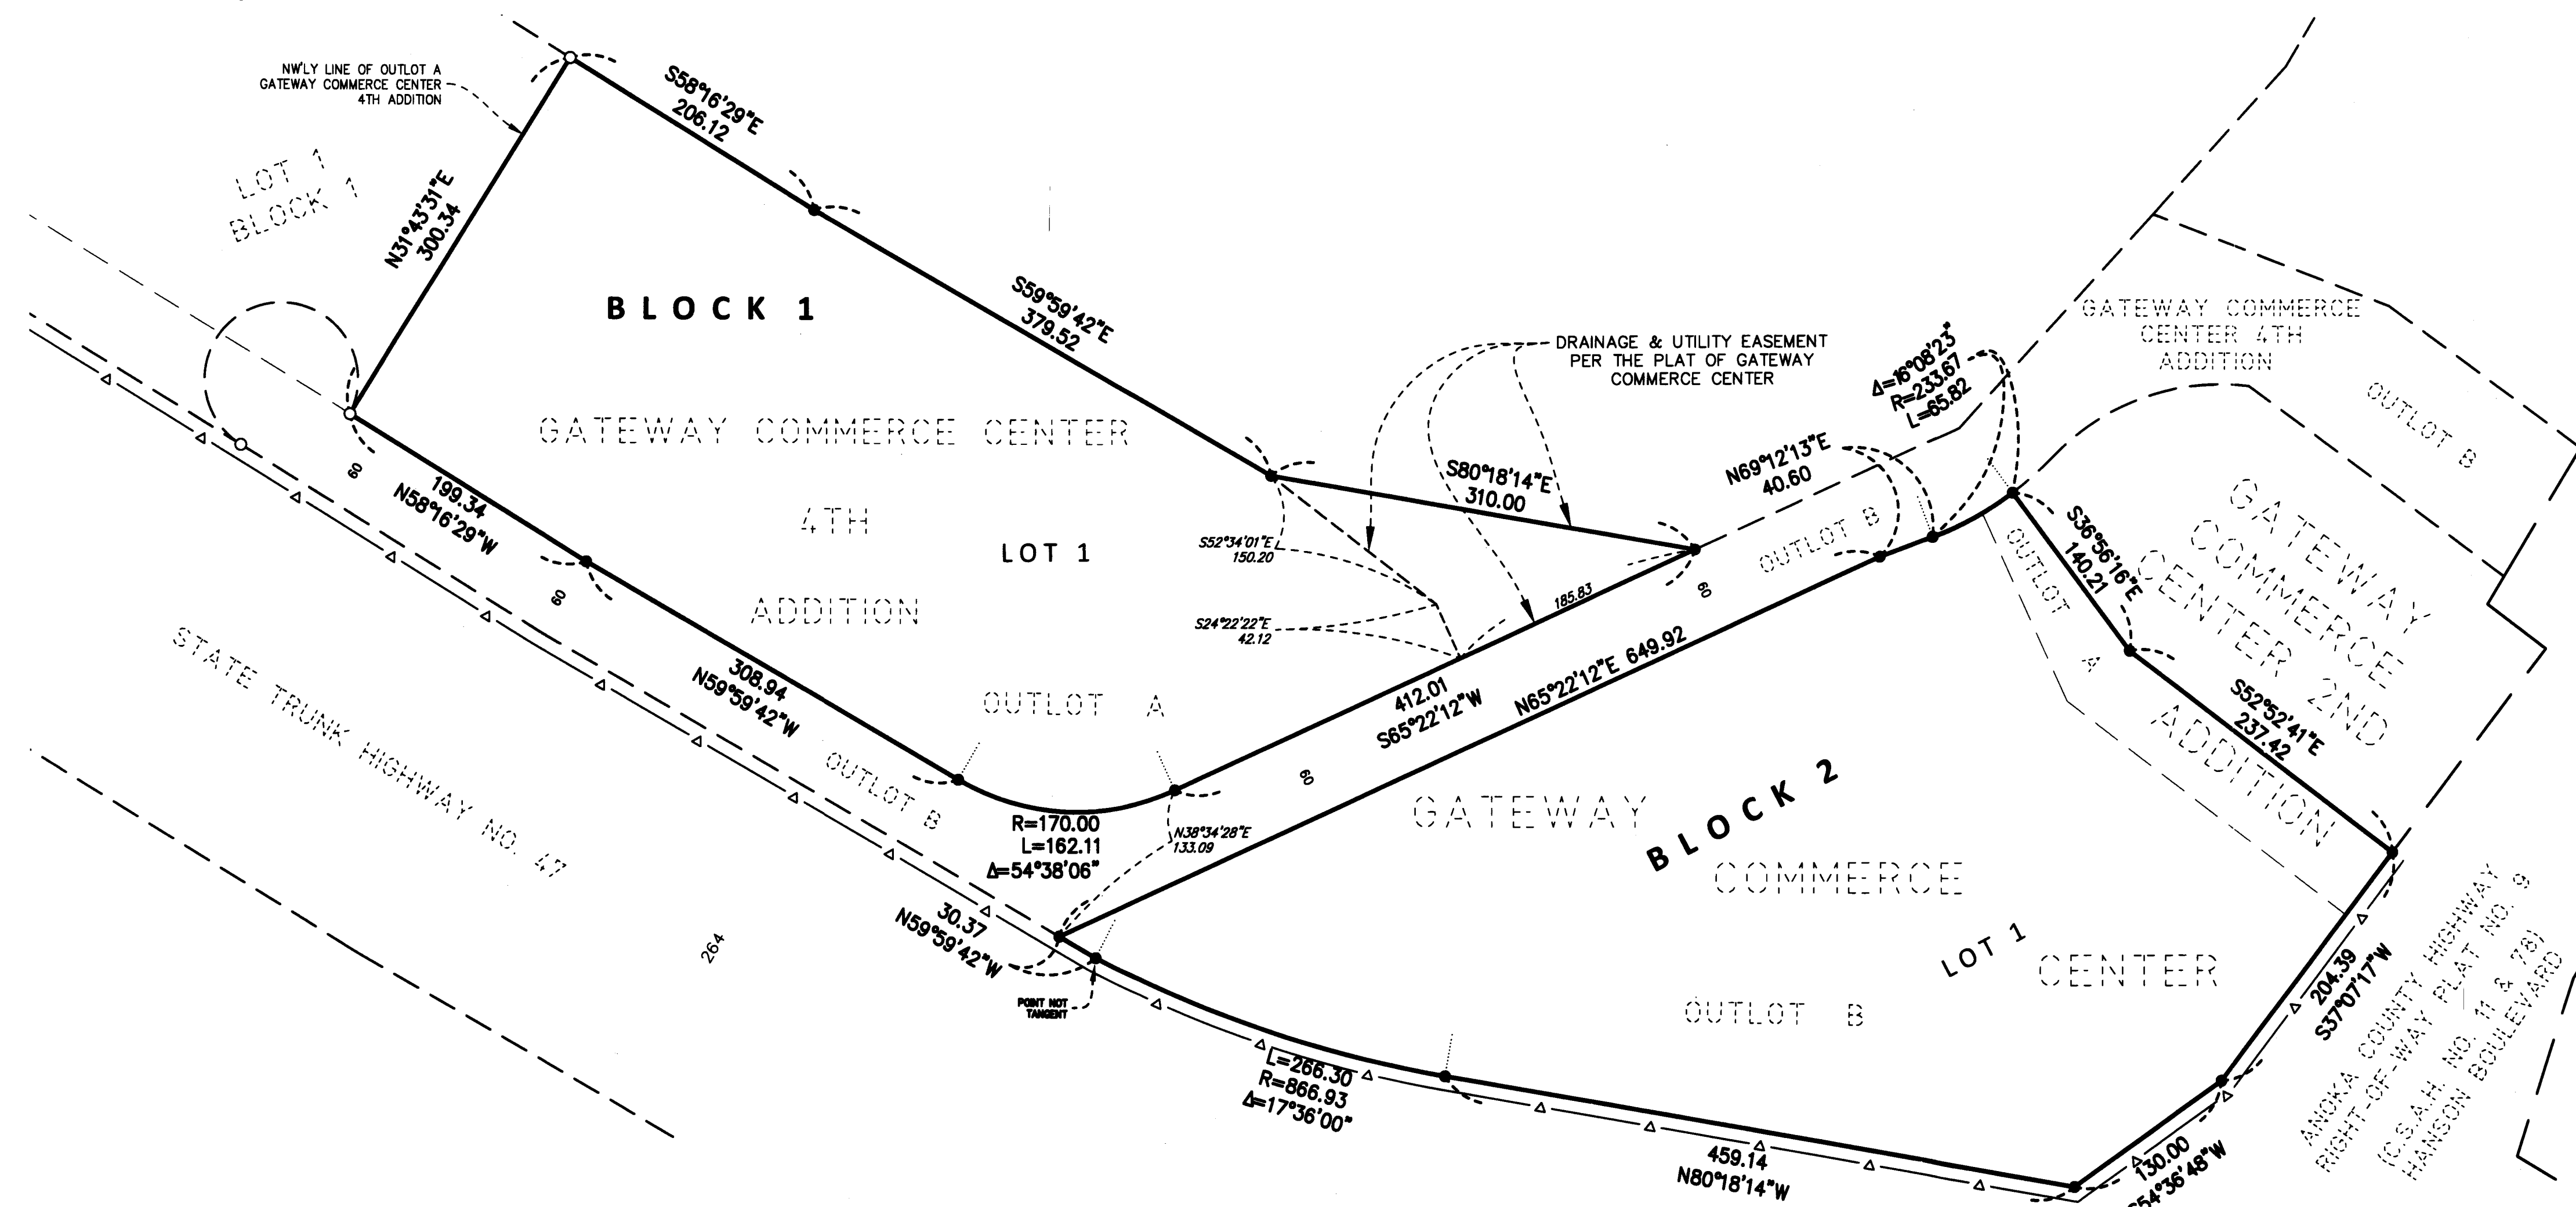 NW'LY LINE OF OUTLOT A
GATEWAY COMMERCE CENTER
4TH ADDITION
LOT 1
BLOCK 1
N31°43'31"E
300.34
S58°16'29"E
206.12
BLOCK 1
S59°59'42"E
379.52
GATEWAY COMMERCE CENTER
4TH
ADDITION
LOT 1
OUTLOT A
60
199.34
N58°16'29"W
60
308.94
N59°59'42"W
STATE TRUNK HIGHWAY NO. 47
264
OUTLOT B
DRAINAGE & UTILITY EASEMENT
PER THE PLAT OF GATEWAY
COMMERCE CENTER
S80°18'14"E
310.00
S52°34'01"E
150.20
S24°22'22"E
42.12
185.83
60
OUTLOT B
N69°12'13"E
40.60
Δ=16°08'23"
R=233.67
L=65.82
GATEWAY COMMERCE
CENTER 4TH
ADDITION
OUTLOT B
412.01
S65°22'12"W
N65°22'12"E 649.92
60
R=170.00
L=162.11
Δ=54°38'06"
N38°34'28"E
133.09
30.37
N59°59'42"W
POINT NOT
TANGENT
L=266.30
R=866.93
Δ=17°36'00"
OUTLOT A
S36°56'16"E
140.21
GATEWAY
COMMERCE
CENTER 2ND
ADDITION
S52°52'41"E
237.42
BLOCK 2
GATEWAY
COMMERCE
CENTER
LOT 1
OUTLOT B
459.14
N80°18'14"W
130.00
S54°36'48"W
204.39
S37°07'17"W
ANOKA COUNTY HIGHWAY
RIGHT-OF-WAY PLAT NO. 9
(C.S.A.H. NO. 11 & 78)
HANSON BOULEVARD